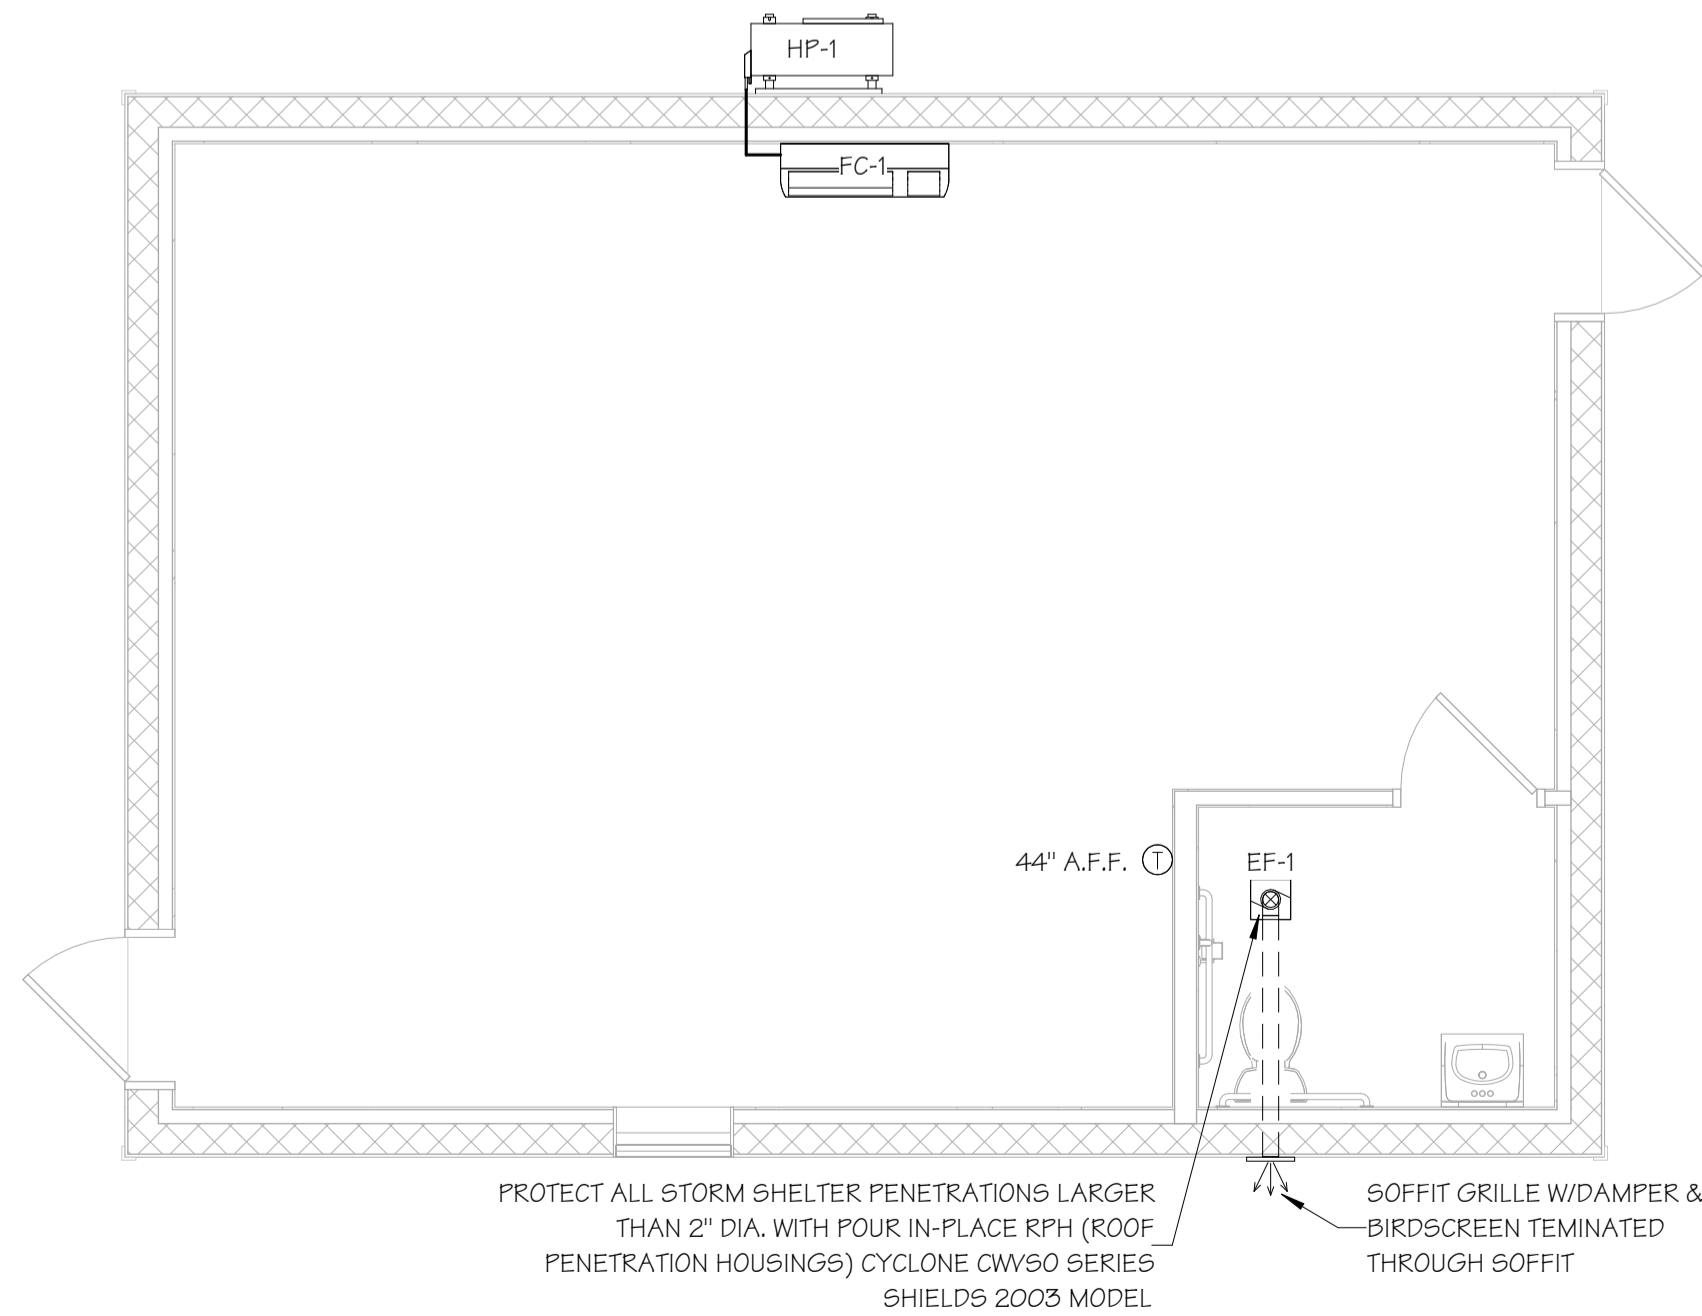 HP-1
FC-1
44" A.F.F. T
EF-1
PROTECT ALL STORM SHELTER PENETRATIONS LARGER
THAN 2" DIA. WITH POUR IN-PLACE RPH (ROOF
PENETRATION HOUSINGS) CYCLONE CWVSO SERIES
SHIELDS 2003 MODEL
SOFFIT GRILLE W/DAMPER &
BIRDSCREEN TEMINATED
THROUGH SOFFIT